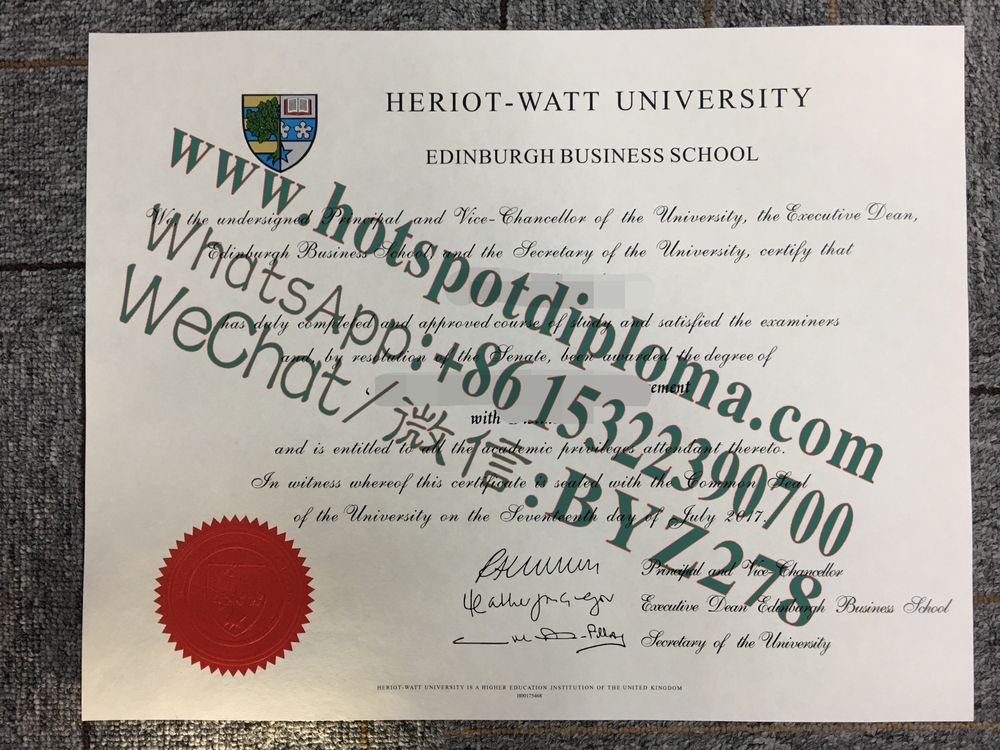 HERIOT-WATT UNIVERSITY
EDINBURGH BUSINESS SCHOOL
We, the undersigned Principal and Vice-Chancellor of the University, the Executive Dean,
Edinburgh Business School, and the Secretary of the University, certify that
has duly completed and approved course of study and satisfied the examiners
and, by resolution of the Senate, been awarded the degree of
ement
with
and is entitled to all the academic privileges attendant thereto.
In witness whereof this certificate is sealed with the Common Seal
of the University on the Seventeenth day of July 2017.
Principal and Vice-Chancellor
Executive Dean Edinburgh Business School
Secretary of the University
HERIOT-WATT UNIVERSITY IS A HIGHER EDUCATION INSTITUTION OF THE UNITED KINGDOM
H00175468
www.hotspotdiploma.com
WhatsApp:+86 15322390700
WeChat/微信:BYZ278